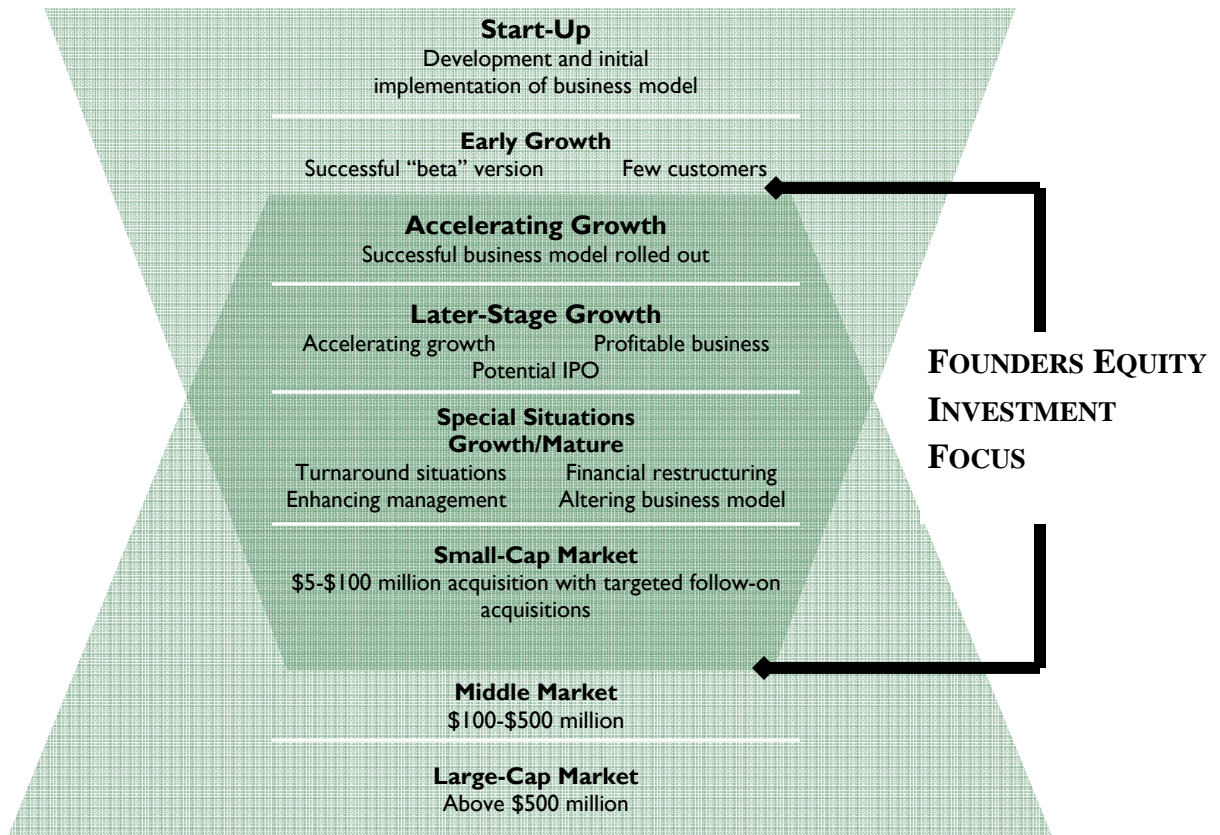 Start-Up
Development and initial
implementation of business model
Early Growth
Successful “beta” version Few customers
Accelerating Growth
Successful business model rolled out
Later-Stage Growth
Accelerating growth Profitable business
Potential IPO
Special Situations
Growth/Mature
Turnaround situations Financial restructuring
Enhancing management Altering business model
Small-Cap Market
$5-$100 million acquisition with targeted follow-on
acquisitions
Middle Market
$100-$500 million
Large-Cap Market
Above $500 million
FOUNDERS EQUITY
INVESTMENT
FOCUS